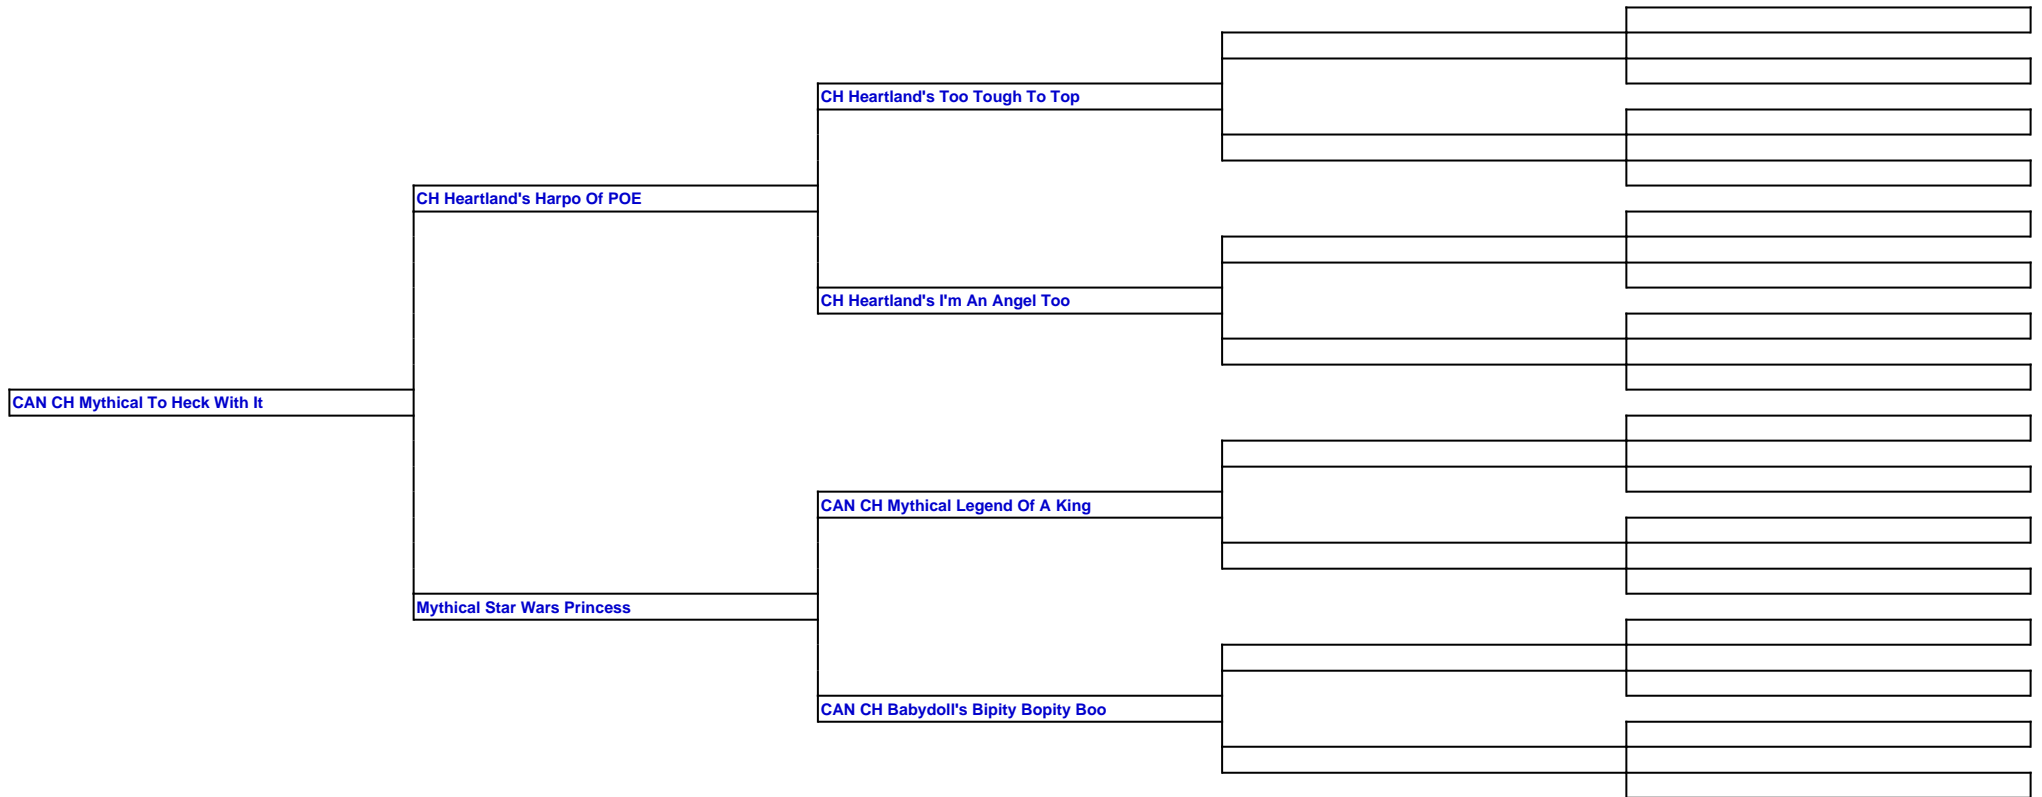 CH Heartland's Too Tough To Top
CH Heartland's Harpo Of POE
CH Heartland's I'm An Angel Too
CAN CH Mythical To Heck With It
CAN CH Mythical Legend Of A King
Mythical Star Wars Princess
CAN CH Babydoll's Bipity Bopity Boo